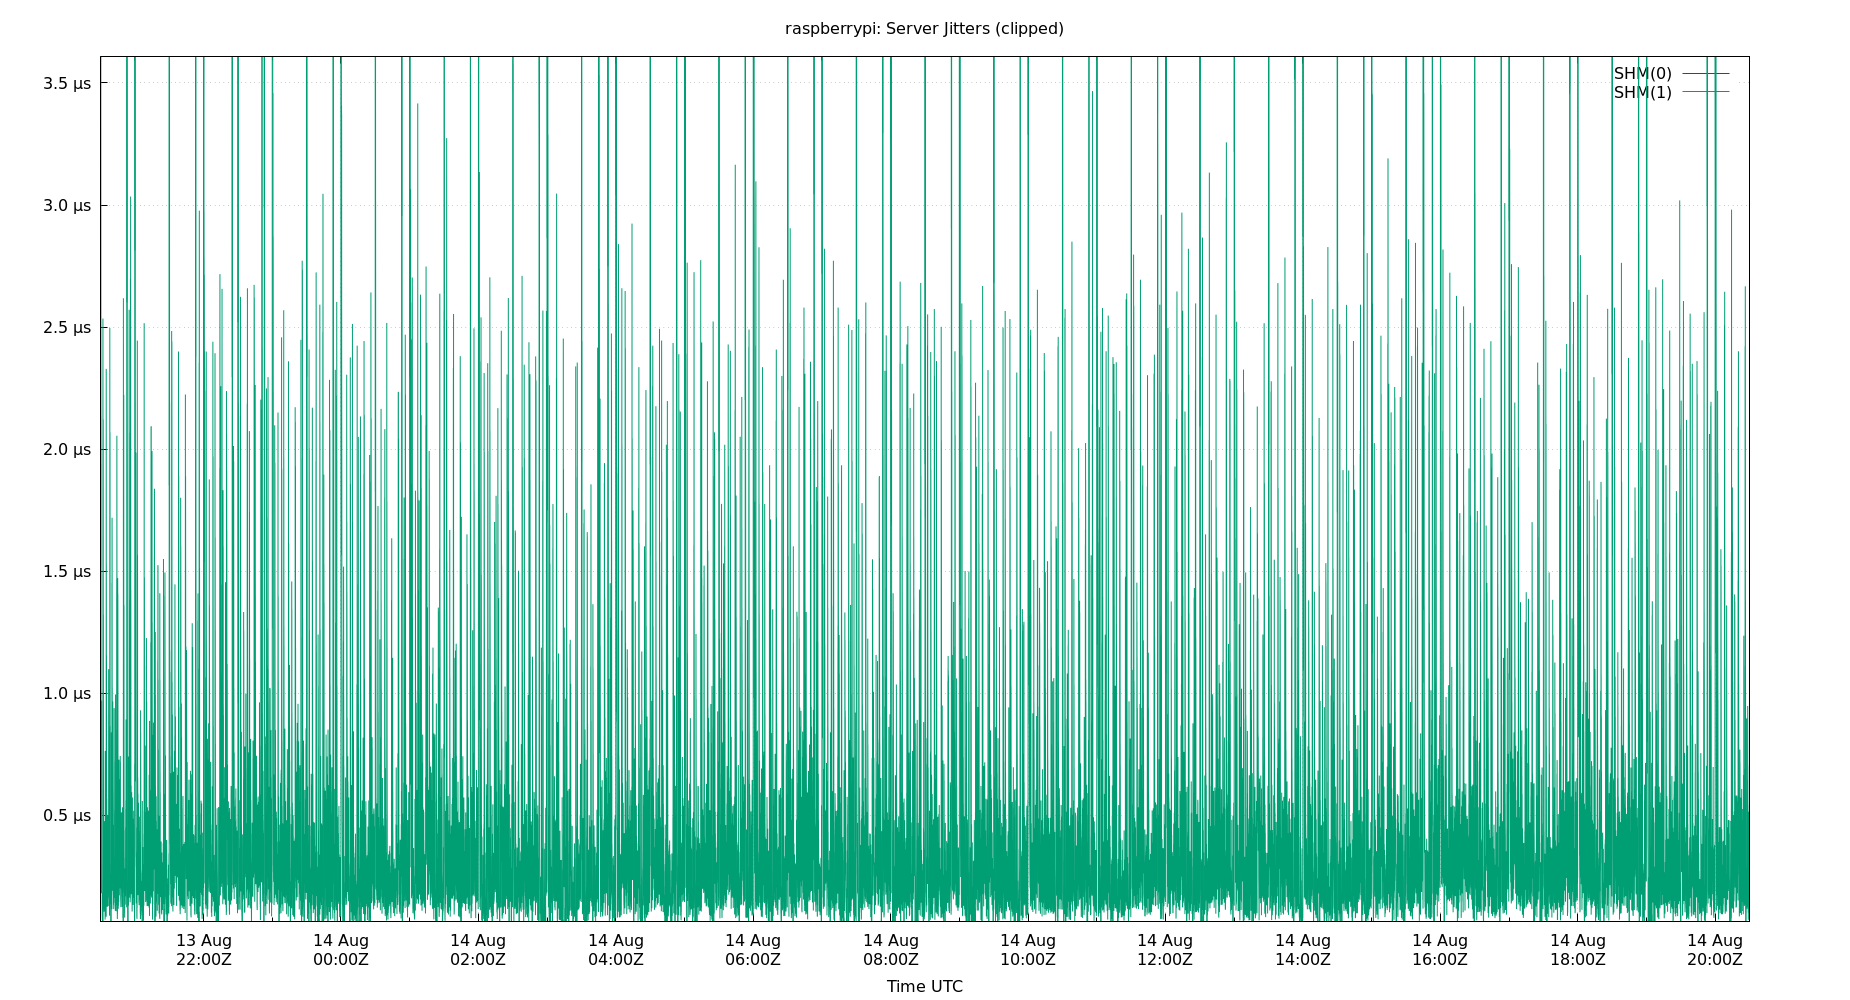 raspberrypi: Server Jitters (clipped)
SHM(0)
SHM(1)
3.5 µs
3.0 µs
2.5 µs
2.0 µs
1.5 µs
1.0 µs
0.5 µs
13 Aug 14 Aug 14 Aug 14 Aug 14 Aug 14 Aug 14 Aug 14 Aug 14 Aug 14 Aug 14 Aug 14 Aug
22:00Z 00:00Z 02:00Z 04:00Z 06:00Z 08:00Z 10:00Z 12:00Z 14:00Z 16:00Z 18:00Z 20:00Z
Time UTC